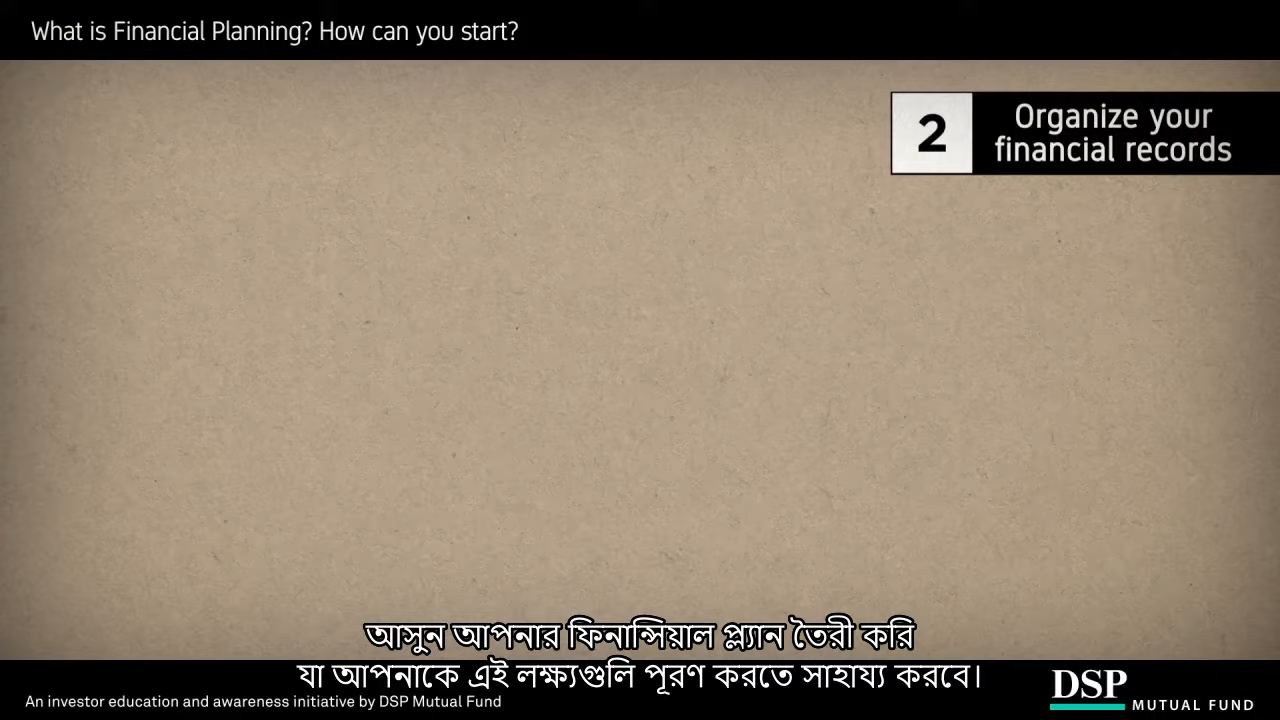 What is Financial Planning? How can you start?
2
Organize your
financial records
আসুন আপনার ফিনান্সিয়াল প্ল্যান তৈরী করি
যা আপনাকে এই লক্ষ্যগুলি পূরণ করতে সাহায্য করবে।
An investor education and awareness initiative by DSP Mutual Fund
DSP MUTUAL FUND